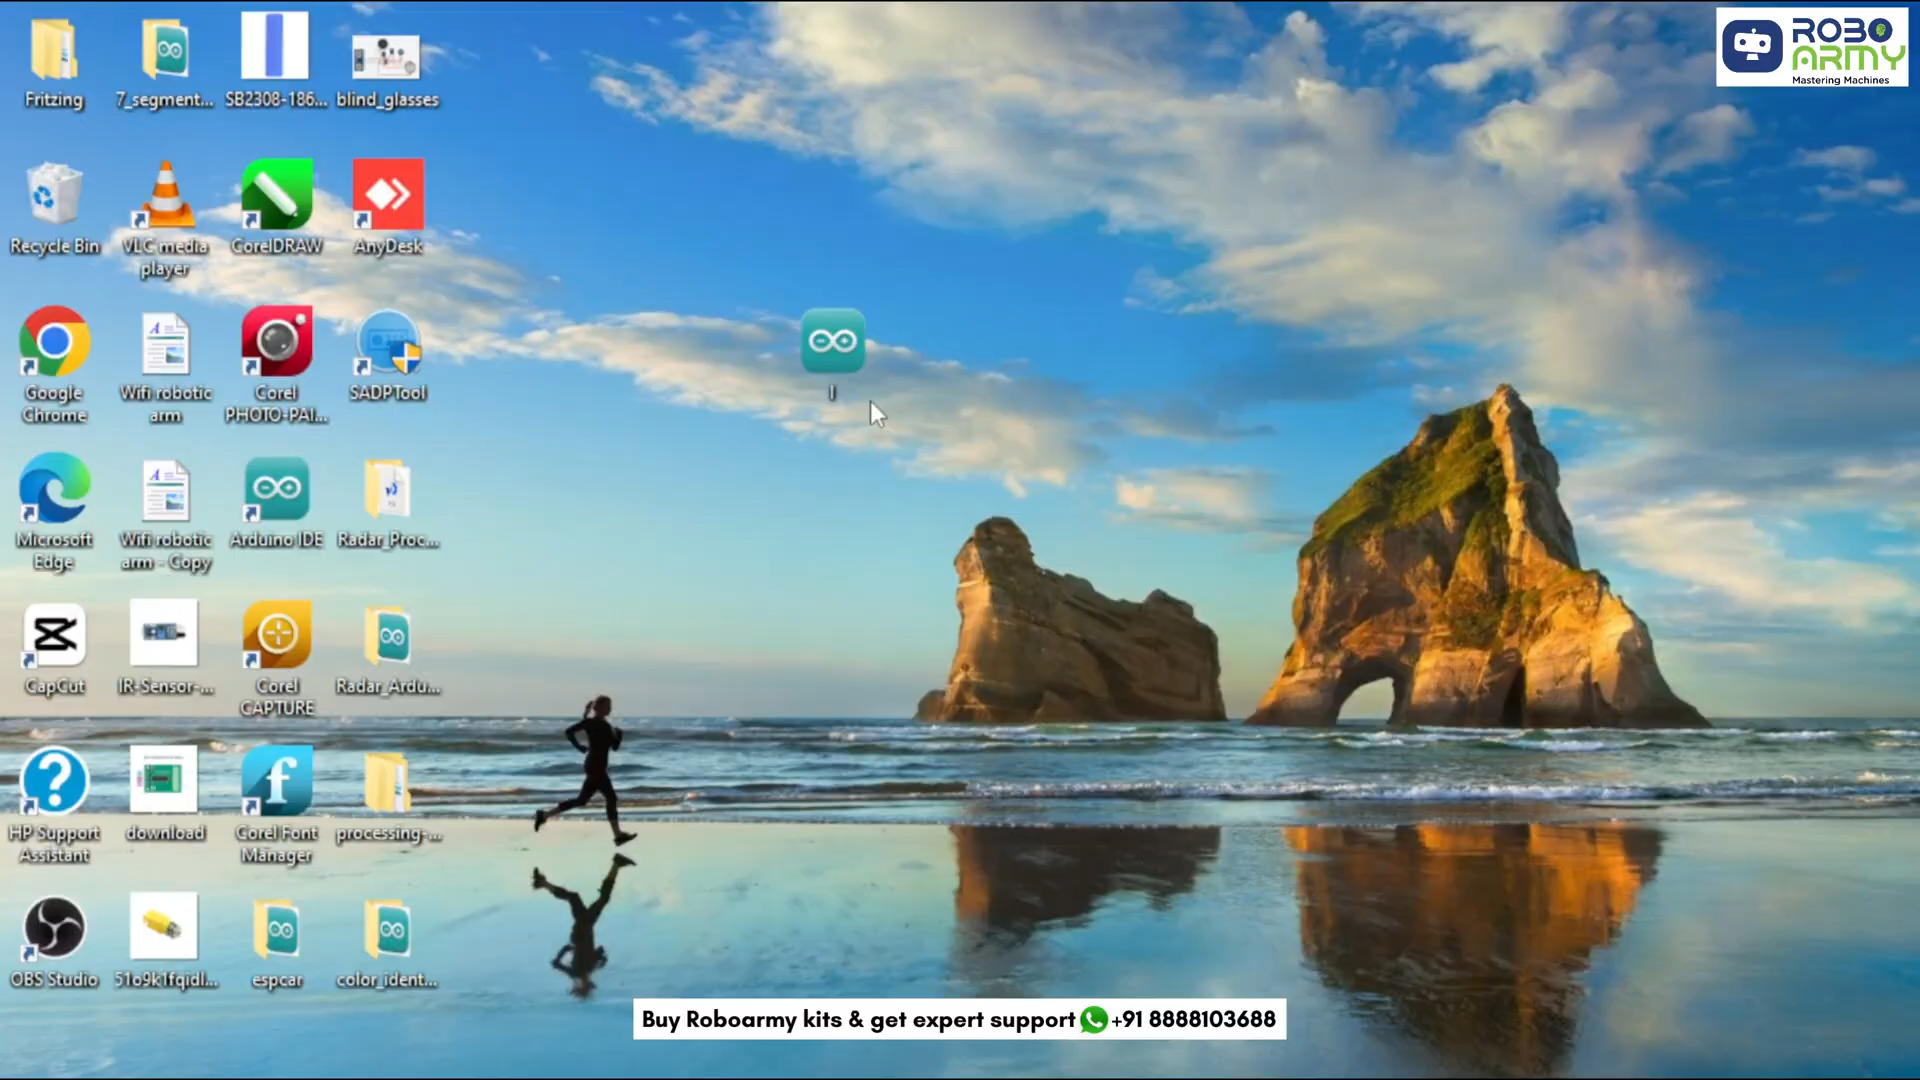 ROBO
ARMY
Mastering Machines
Fritzing
7_segment...
SB2308-186...
blind_glasses
Recycle Bin
VLC media
player
CorelDRAW
AnyDesk
Google
Chrome
Wifi robotic
arm
Corel
PHOTO-PAI...
SADPTool
I
Microsoft
Edge
Wifi robotic
arm - Copy
Arduino IDE
Radar_Proc...
CapCut
IR-Sensor-...
Corel
CAPTURE
Radar_Ardu...
HP Support
Assistant
download
Corel Font
Manager
processing-...
OBS Studio
51o9k1fqidl...
espcar
color_ident...
Buy Roboarmy kits & get expert support +91 8888103688